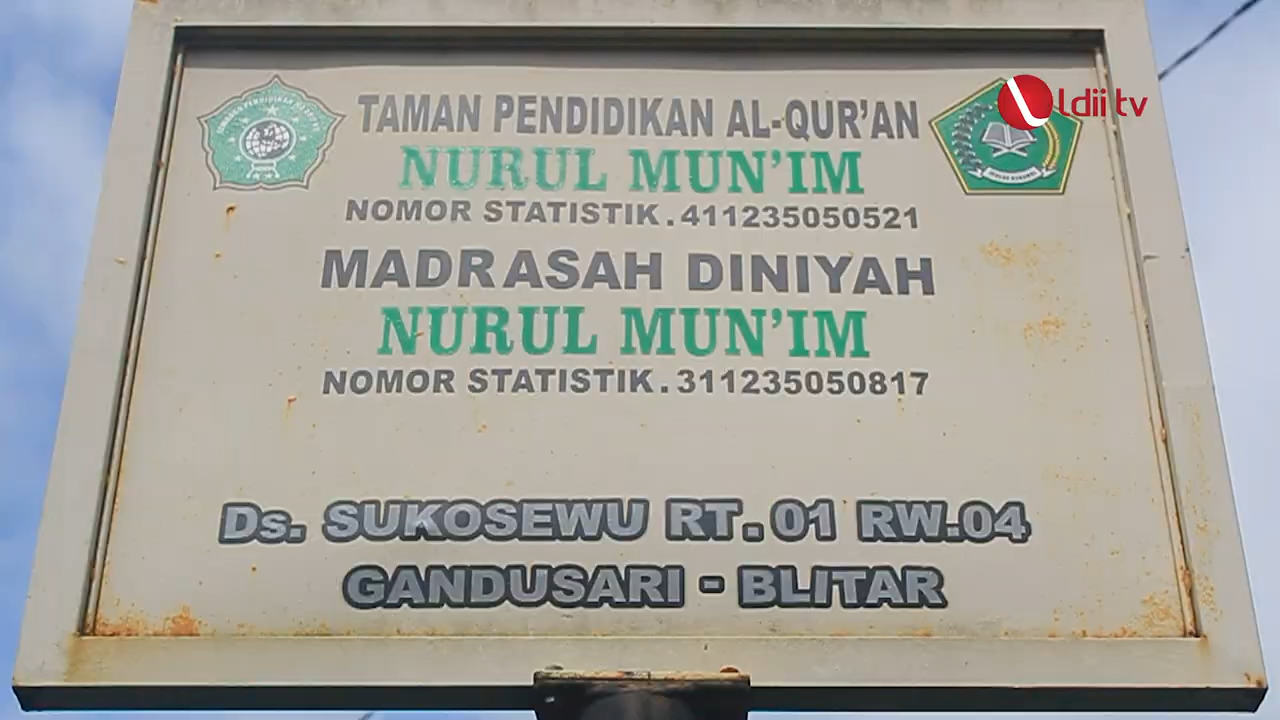 TAMAN PENDIDIKAN AL-QUR'AN
NURUL MUN'IM
NOMOR STATISTIK.411235050521
MADRASAH DINIYAH
NURUL MUN'IM
NOMOR STATISTIK.311235050817
Ds. SUKOSEWU RT.01 RW.04
GANDUSARI - BLITAR
ldii tv